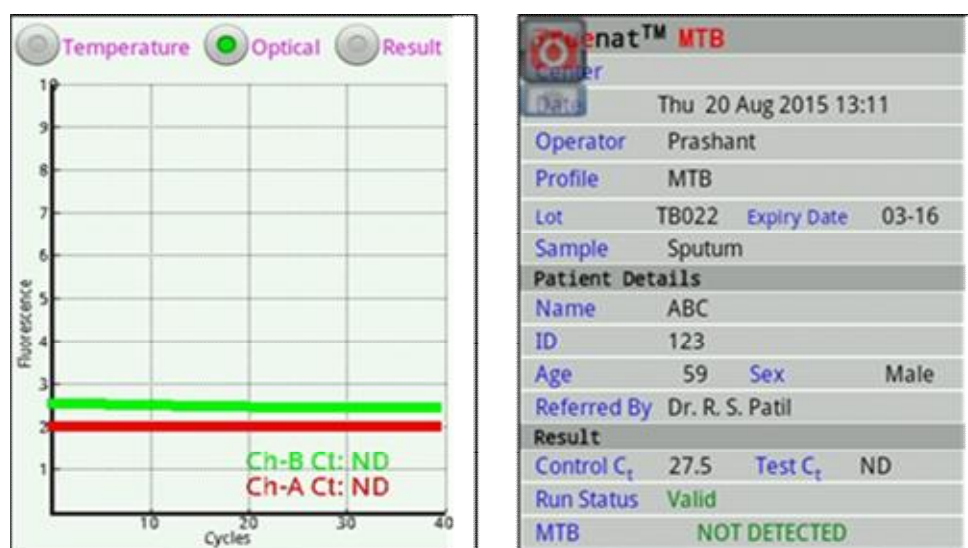 Temperature Optical Result
10
9
8
7
6
5
4
3
2
1
Fluorescence
Ch-B Ct: ND
Ch-A Ct: ND
10 20 30 40
Cycles
MTB
Date Thu 20 Aug 2015 13:11
Operator Prashant
Profile MTB
Lot TB022 Expiry Date 03-16
Sample Sputum
Patient Details
Name ABC
ID 123
Age 59 Sex Male
Referred By Dr. R. S. Patil
Result
Control Ct 27.5 Test Ct ND
Run Status Valid
MTB NOT DETECTED